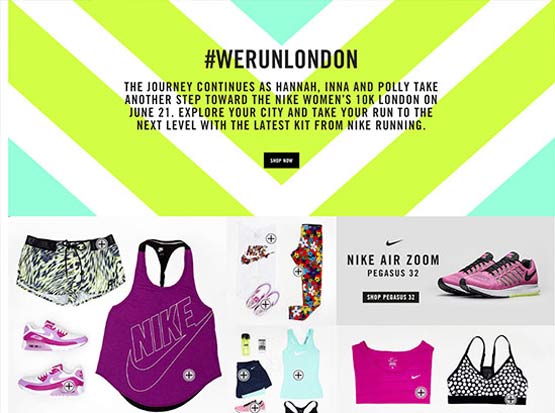 #WERUNLONDON
THE JOURNEY CONTINUES AS HANNAH, INNA AND POLLY TAKE
ANOTHER STEP TOWARD THE NIKE WOMEN'S 10K LONDON ON
JUNE 21. EXPLORE YOUR CITY AND TAKE YOUR RUN TO THE
NEXT LEVEL WITH THE LATEST KIT FROM NIKE RUNNING.
SHOP NOW
NIKE AIR ZOOM
PEGASUS 32
SHOP PEGASUS 32
NIKE